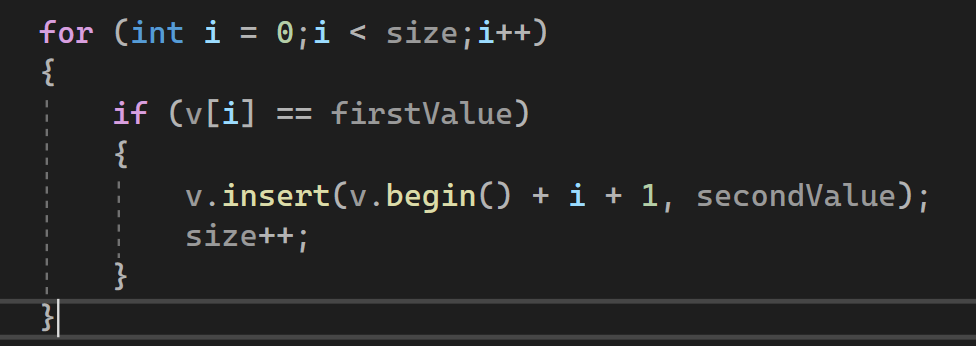 for (int i = 0;i < size;i++)
{
    if (v[i] == firstValue)
    {
        v.insert(v.begin() + i + 1, secondValue);
        size++;
    }
}